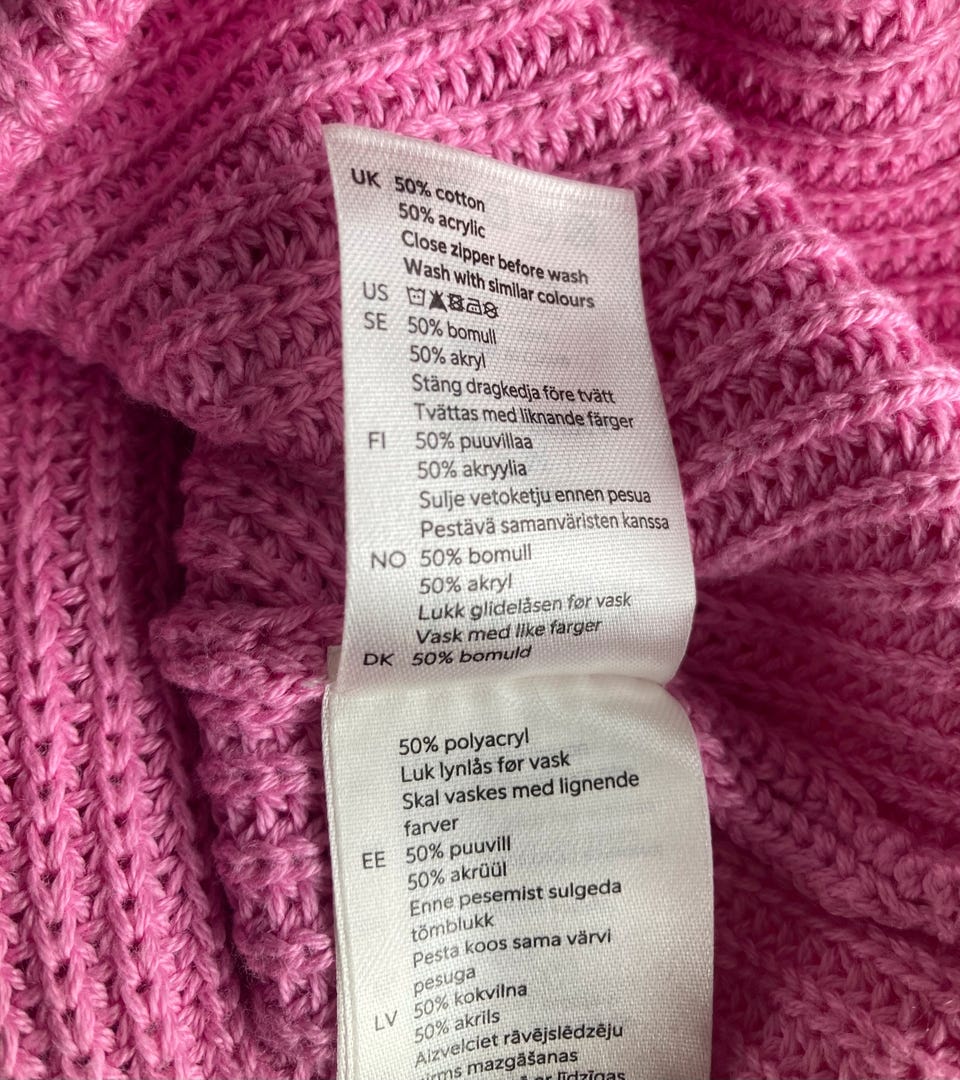 UK 50% cotton
50% acrylic
Close zipper before wash
Wash with similar colours
US
SE 50% bomull
50% akryl
Stäng dragkedja före tvätt
Tvättas med liknande färger
FI 50% puuvillaa
50% akryylia
Sulje vetoketju ennen pesua
Pestävä samanväristen kanssa
NO 50% bomull
50% akryl
Lukk glidelåsen før vask
Vask med like farger
DK 50% bomuld
50% polyacryl
Luk lynlås før vask
Skal vaskes med lignende
farver
EE 50% puuvill
50% akrüül
Enne pesemist sulgeda
tõmblukk
Pesta koos sama värvi
pesuga
LV 50% kokvilna
50% akrils
Aizvelciet rāvējslēdzēju
mazgāšanas
līdzīgas